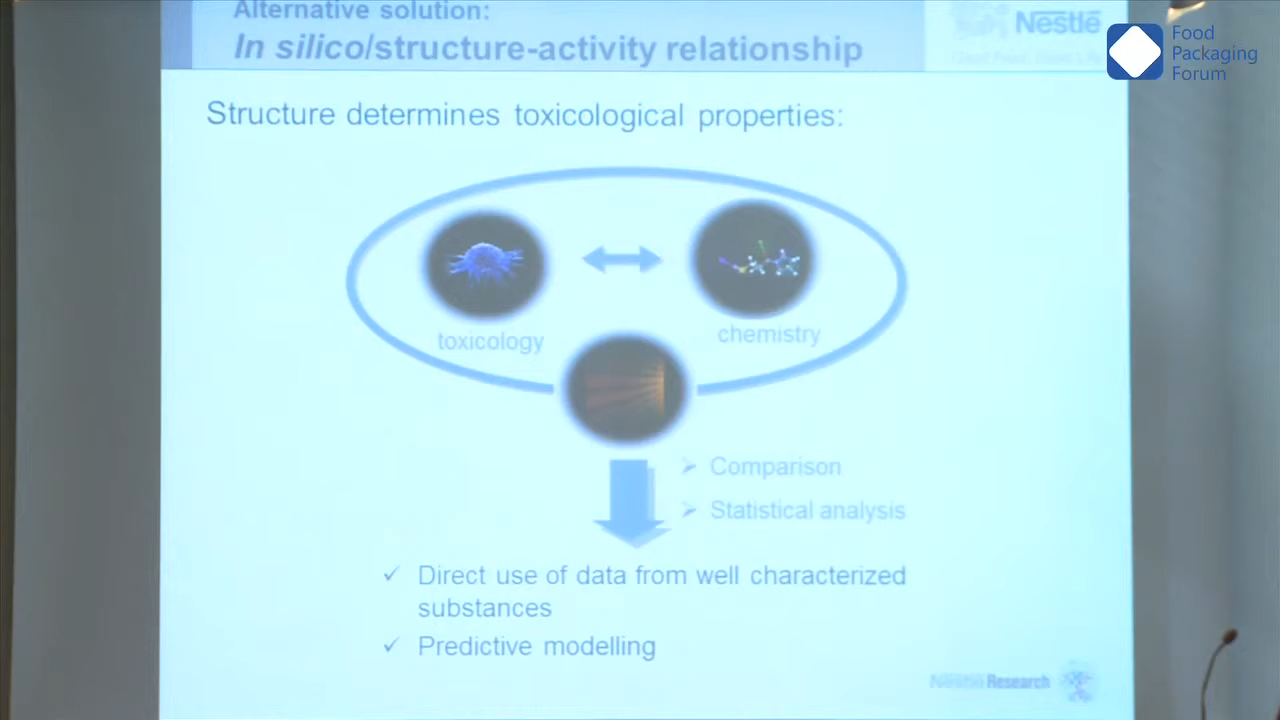 Alternative solution:
In silico/structure-activity relationship
Nestlé
Food
Packaging
Forum
Structure determines toxicological properties:
toxicology
chemistry
Comparison
Statistical analysis
Direct use of data from well characterized
substances
Predictive modelling
Nestlé Research